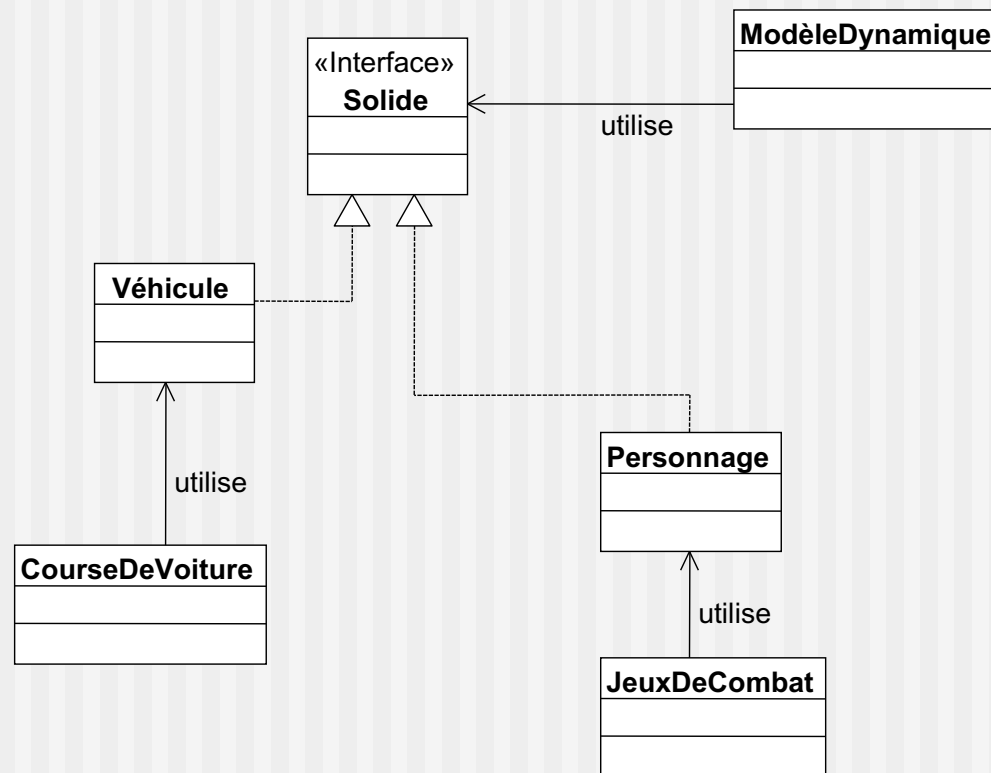 ModèleDynamique
«Interface»
Solide
utilise
Véhicule
utilise
Personnage
CourseDeVoiture
utilise
JeuxDeCombat